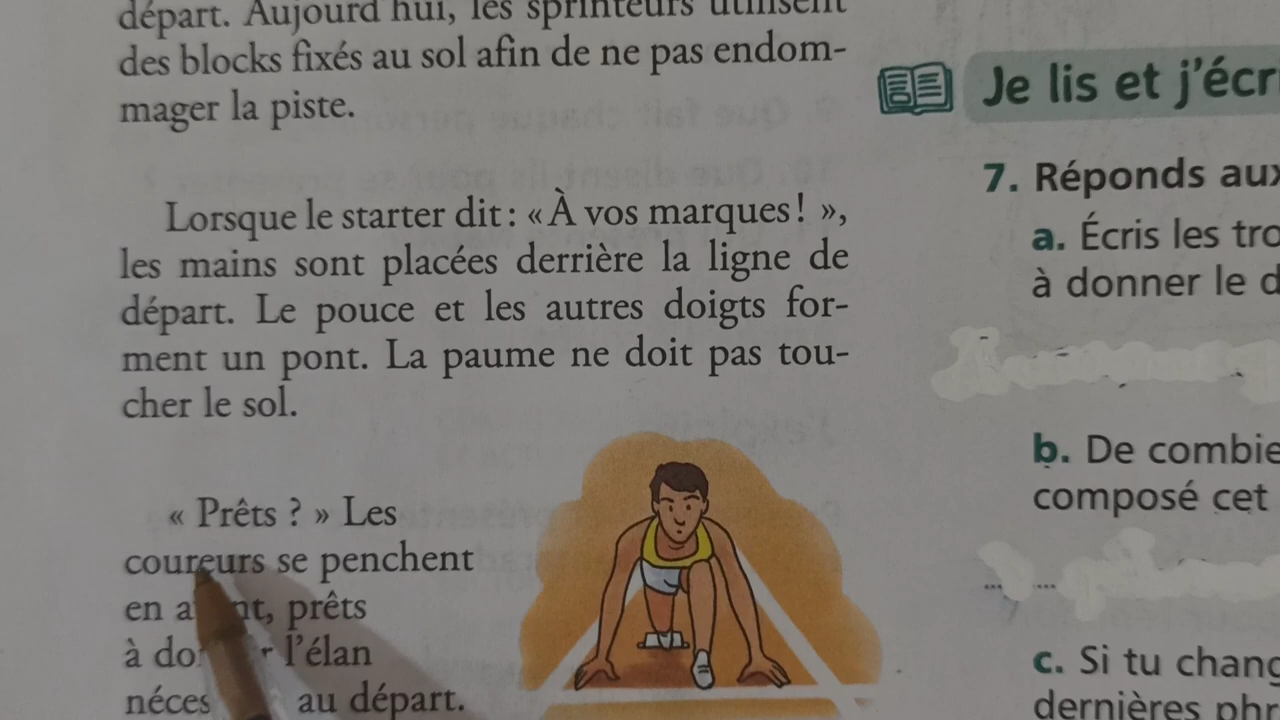 départ. Aujourd'hui, les sprinteurs utilisent
des blocks fixés au sol afin de ne pas endom-
mager la piste.
Lorsque le starter dit : « À vos marques ! »,
les mains sont placées derrière la ligne de
départ. Le pouce et les autres doigts for-
ment un pont. La paume ne doit pas tou-
cher le sol.
« Prêts ? » Les
coureurs se penchent
en prêts
à l'élan
au départ.
Je lis et j'écr
7. Réponds aux
a. Écris les tro
à donner le d
b. De combie
composé cet
c. Si tu chang
dernières phr